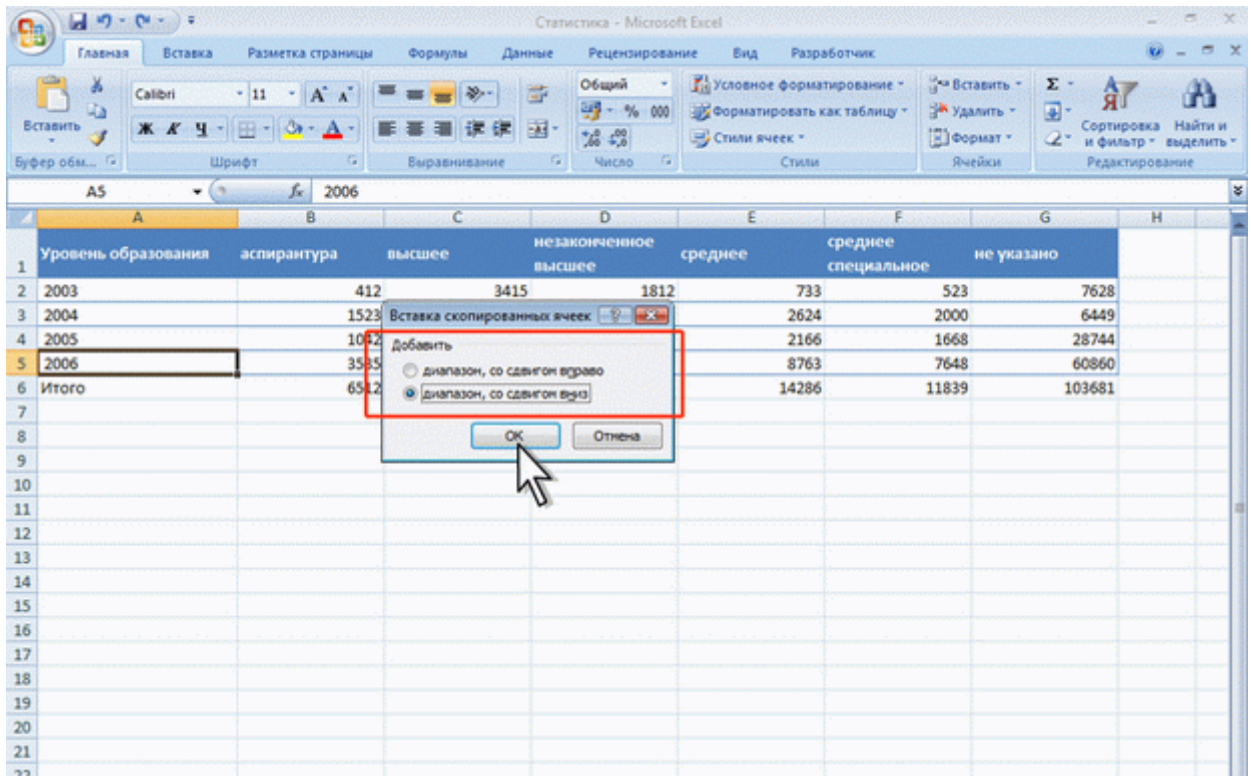 Статистика - Microsoft Excel
Главная Вставка Разметка страницы Формулы Данные Рецензирование Вид Разработчик
Вставить
Calibri 11
Ж К Ч
Общий
% 000
Условное форматирование
Форматировать как таблицу
Стили ячеек
Вставить
Удалить
Формат
Σ
Сортировка и фильтр
Найти и выделить
Буфер обм... Шрифт Выравнивание Число Стили Ячейки Редактирование
A5 fx 2006
A B C D E F G H
1 Уровень образования аспирантура высшее незаконченное высшее среднее среднее специальное не указано
2 2003 412 3415 1812 733 523 7628
3 2004 1523 2624 2000 6449
4 2005 1042 2166 1668 28744
5 2006 3535 8763 7648 60860
6 Итого 6512 14286 11839 103681
Вставка скопированных ячеек
Добавить
диапазон, со сдвигом вправо
диапазон, со сдвигом вниз
OK Отмена
7
8
9
10
11
12
13
14
15
16
17
18
19
20
21
22